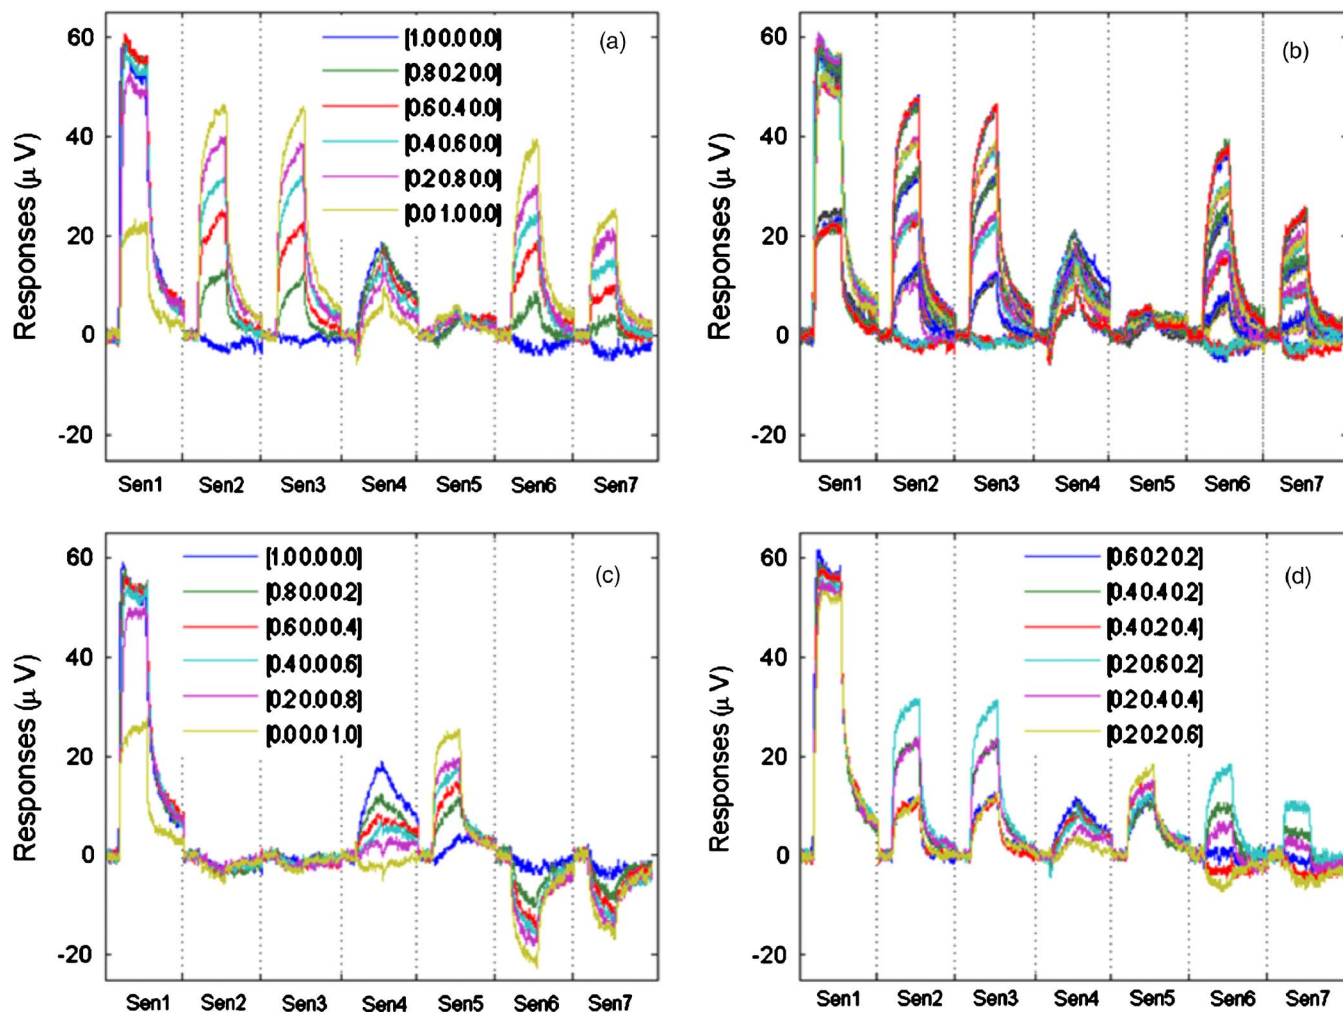 (a)
[1.0 0.0 0.0]
[0.8 0.2 0.0]
[0.6 0.4 0.0]
[0.4 0.6 0.0]
[0.2 0.8 0.0]
[0.0 1.0 0.0]
60
40
20
0
-20
Responses (μ V)
Sen1 Sen2 Sen3 Sen4 Sen5 Sen6 Sen7
(b)
60
40
20
0
-20
Responses (μ V)
Sen1 Sen2 Sen3 Sen4 Sen5 Sen6 Sen7
(c)
[1.0 0.0 0.0]
[0.8 0.0 0.2]
[0.6 0.0 0.4]
[0.4 0.0 0.6]
[0.2 0.0 0.8]
[0.0 0.0 1.0]
60
40
20
0
-20
Responses (μ V)
Sen1 Sen2 Sen3 Sen4 Sen5 Sen6 Sen7
(d)
[0.6 0.2 0.2]
[0.4 0.4 0.2]
[0.4 0.2 0.4]
[0.2 0.6 0.2]
[0.2 0.4 0.4]
[0.2 0.2 0.6]
60
40
20
0
-20
Responses (μ V)
Sen1 Sen2 Sen3 Sen4 Sen5 Sen6 Sen7